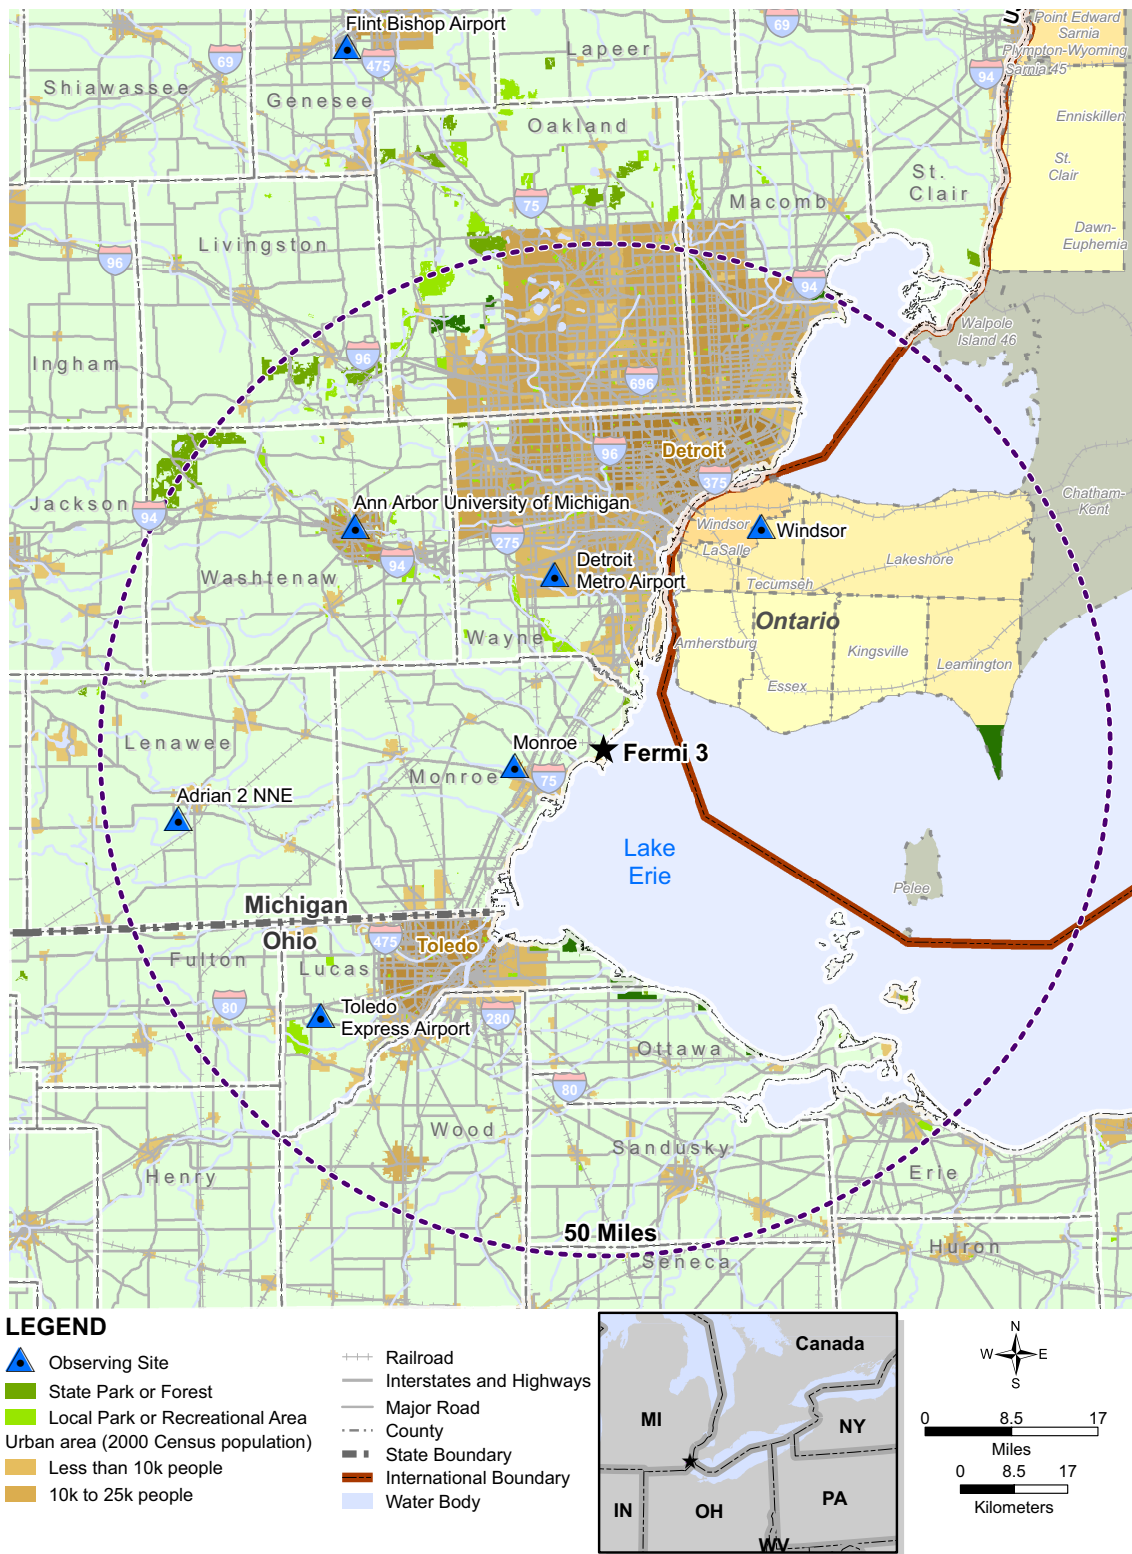 Flint Bishop Airport
69
Point Edward
Sarnia
Plympton-Wyoming
Sarnia 45
Lapeer
69
475
94
Shiawassee
Genesee
Enniskillen
Oakland
St.
Clair
St.
Clair
75
Macomb
Dawn-
Euphemia
Livingston
96
94
Walpole
Island 46
Ingham
96
696
Detroit
96
375
Chatham-
Kent
Jackson
94
Ann Arbor University of Michigan
Windsor
Windsor
275
LaSalle
Lakeshore
Detroit
Metro Airport
94
Washtenaw
Tecumseh
Ontario
Wayne
Amherstburg
Kingsville
Leamington
Essex
Lenawee
Monroe
Fermi 3
Monroe
75
Adrian 2 NNE
Lake
Erie
Pelee
Michigan
Ohio
475
Toledo
Fulton
Lucas
80
Toledo
Express Airport
280
Ottawa
80
Wood
Sandusky
Henry
Erie
50 Miles
Huron
Seneca
LEGEND
Observing Site
State Park or Forest
Local Park or Recreational Area
Urban area (2000 Census population)
Less than 10k people
10k to 25k people
Railroad
Interstates and Highways
Major Road
County
State Boundary
International Boundary
Water Body
Canada
MI
NY
IN
OH
PA
WV
N
W
E
S
0
8.5
17
Miles
0
8.5
17
Kilometers